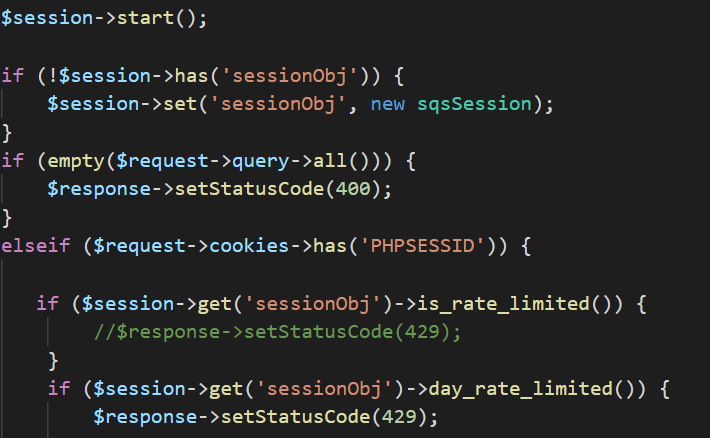 $session->start();
if (!$session->has('sessionObj')) {
$session->set('sessionObj', new sqsSession);
}
if (empty($request->query->all())) {
$response->setStatusCode(400);
}
elseif ($request->cookies->has('PHPSESSID')) {
if ($session->get('sessionObj')->is_rate_limited()) {
//$response->setStatusCode(429);
}
if ($session->get('sessionObj')->day_rate_limited()) {
$response->setStatusCode(429);